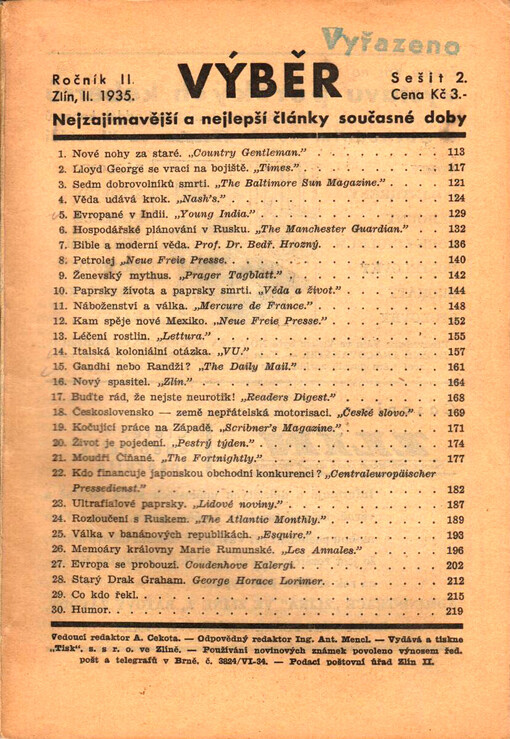 Vyřazeno
Ročník II. VÝBĚR Sešit 2.
Zlín, II. 1935. Cena Kč 3.-
Nejzajímavější a nejlepší články současné doby
1. Nové nohy za staré. „Country Gentleman.” 113
2. Lloyd George se vrací na bojiště. „Times.” 117
3. Sedm dobrovolníků smrti. „The Baltimore Sun Magazine.” 121
4. Věda udává krok. „Nash's.” 124
5. Evropané v Indii. „Young India.” 129
6. Hospodářské plánování v Rusku. „The Manchester Guardian.” 132
7. Bible a moderní věda. Prof. Dr. Bedř. Hrozný. 136
8. Petrolej „Neue Freie Presse. 140
9. Ženevský mythus. „Prager Tagblatt.” 142
10. Paprsky života a paprsky smrti. „Věda a život.” 144
11. Náboženství a válka. „Mercure de France.” 148
12. Kam spěje nové Mexiko. „Neue Freie Presse.” 152
13. Léčení rostlin. „Lettura.” 155
14. Italská koloniální otázka. „VU.” 157
15. Gandhi nebo Randži? „The Daily Mail.” 161
16. Nový spasitel. „Zlín.” 164
17. Buďte rád, že nejste neurotik! „Readers Digest.” 168
18. Československo — země nepřátelská motorisaci. „České slovo.” 169
19. Kočující práce na Západě. „Scribner's Magazine.” 171
20. Život je pojedení. „Pestrý týden.” 174
21. Moudří Číňané. „The Fortnightly.” 177
22. Kdo financuje japonskou obchodní konkurenci? „Centraleuropäischer
Pressedienst.” 182
23. Ultrafialové paprsky. „Lidové noviny.” 187
24. Rozloučení s Ruskem. „The Atlantic Monthly.” 189
25. Válka v banánových republikách. „Esquire.” 193
26. Memoáry královny Marie Rumunské. „Les Annales.” 196
27. Evropa se probouzí. Coudenhove Kalergi. 202
28. Starý Drak Graham. George Horace Lorimer. 212
29. Co kdo řekl. 215
30. Humor. 219
Vedoucí redaktor A. Cekota. — Odpovědný redaktor Ing. Ant. Mencl. — Vydává a tiskne
„Tisk”, s. s r. o. ve Zlíně. — Používání novinových známek povoleno výnosem řed.
pošt a telegrafů v Brně, č. 3824/VI-34. — Podací poštovní úřad Zlín II.